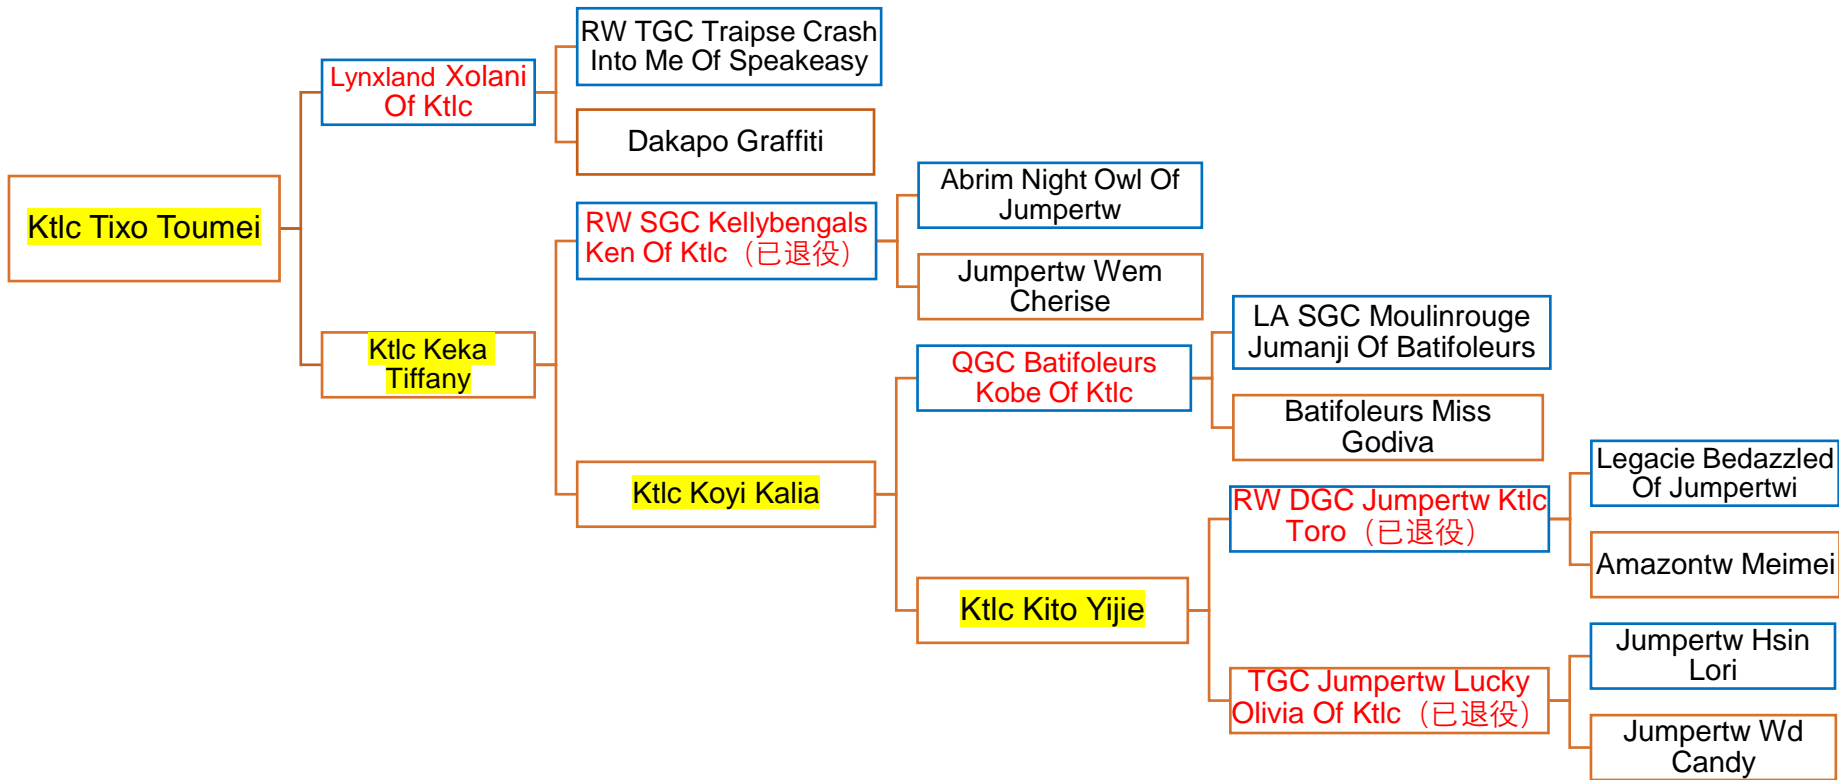 RW TGC Traipse Crash
Into Me Of Speakeasy
Lynxland Xolani
Of Ktlc
Dakapo Graffiti
Ktlc Tixo Toumei
Abrim Night Owl Of
Jumpertw
RW SGC Kellybengals
Ken Of Ktlc（已退役）
Jumpertw Wem
Cherise
Ktlc Keka
Tiffany
LA SGC Moulinrouge
Jumanji Of Batifoleurs
QGC Batifoleurs
Kobe Of Ktlc
Batifoleurs Miss
Godiva
Ktlc Koyi Kalia
Legacie Bedazzled
Of Jumpertwi
RW DGC Jumpertw Ktlc
Toro（已退役）
Amazontw Meimei
Ktlc Kito Yijie
Jumpertw Hsin
Lori
TGC Jumpertw Lucky
Olivia Of Ktlc（已退役）
Jumpertw Wd
Candy